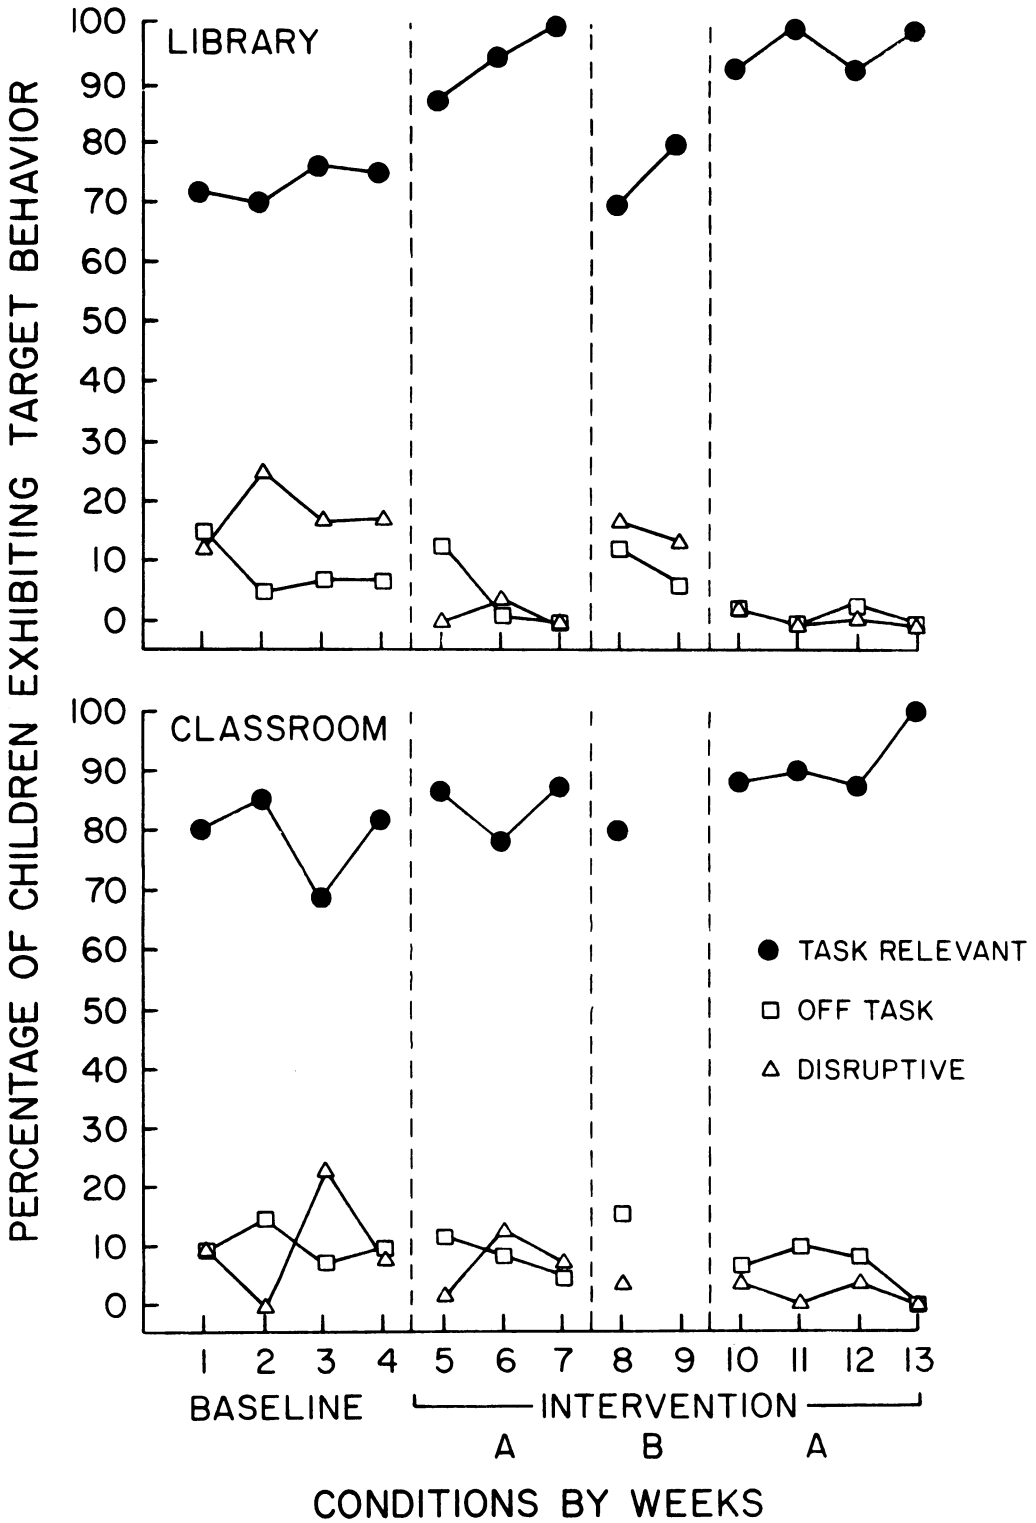 PERCENTAGE OF CHILDREN EXHIBITING TARGET BEHAVIOR
LIBRARY
100
90
80
70
60
50
40
30
20
10
0
CLASSROOM
100
90
80
70
60
50
40
30
20
10
0
TASK RELEVANT
OFF TASK
DISRUPTIVE
1 2 3 4 5 6 7 8 9 10 11 12 13
BASELINE INTERVENTION
A B A
CONDITIONS BY WEEKS